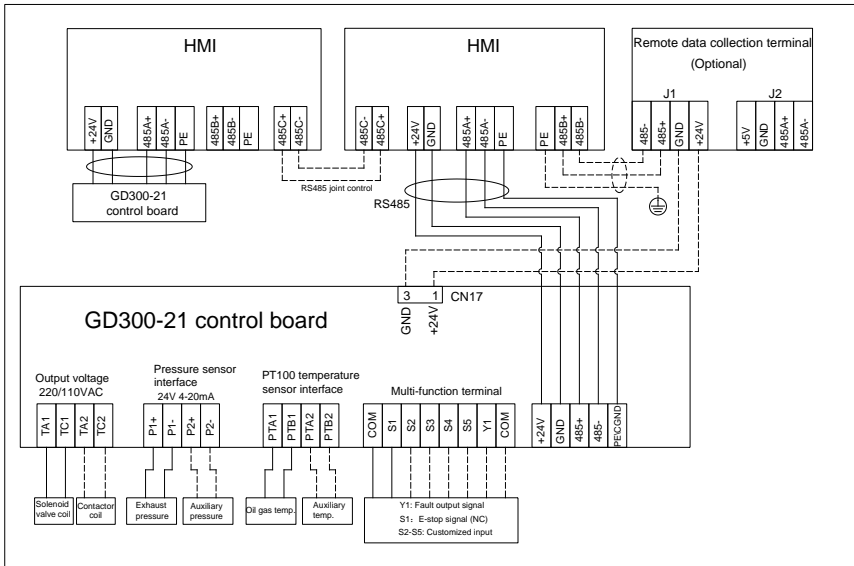 HMI
HMI
Remote data collection terminal
(Optional)
J1
J2
+24V
GND
485A+
485A-
PE
485B+
485B-
PE
485C+
485C-
485C-
485C+
+24V
GND
485A+
485A-
PE
PE
485B+
485B-
485-
485+
GND
+24V
+5V
GND
485A+
485A-
RS485 joint control
GD300-21
control board
RS485
3
1
CN17
GND
+24V
GD300-21 control board
Output voltage
220/110VAC
Pressure sensor
interface
24V 4-20mA
PT100 temperature
sensor interface
Multi-function terminal
TA1
TC1
TA2
TC2
P1+
P1-
P2+
P2-
PTA1
PTB1
PTA2
PTB2
COM
S1
S2
S3
S4
S5
Y1
COM
+24V
GND
485+
485-
PE\CGND
Solenoid
valve coil
Contactor
coil
Exhaust
pressure
Auxiliary
pressure
Oil gas temp.
Auxiliary
temp.
Y1: Fault output signal
S1: E-stop signal (NC)
S2-S5: Customized input